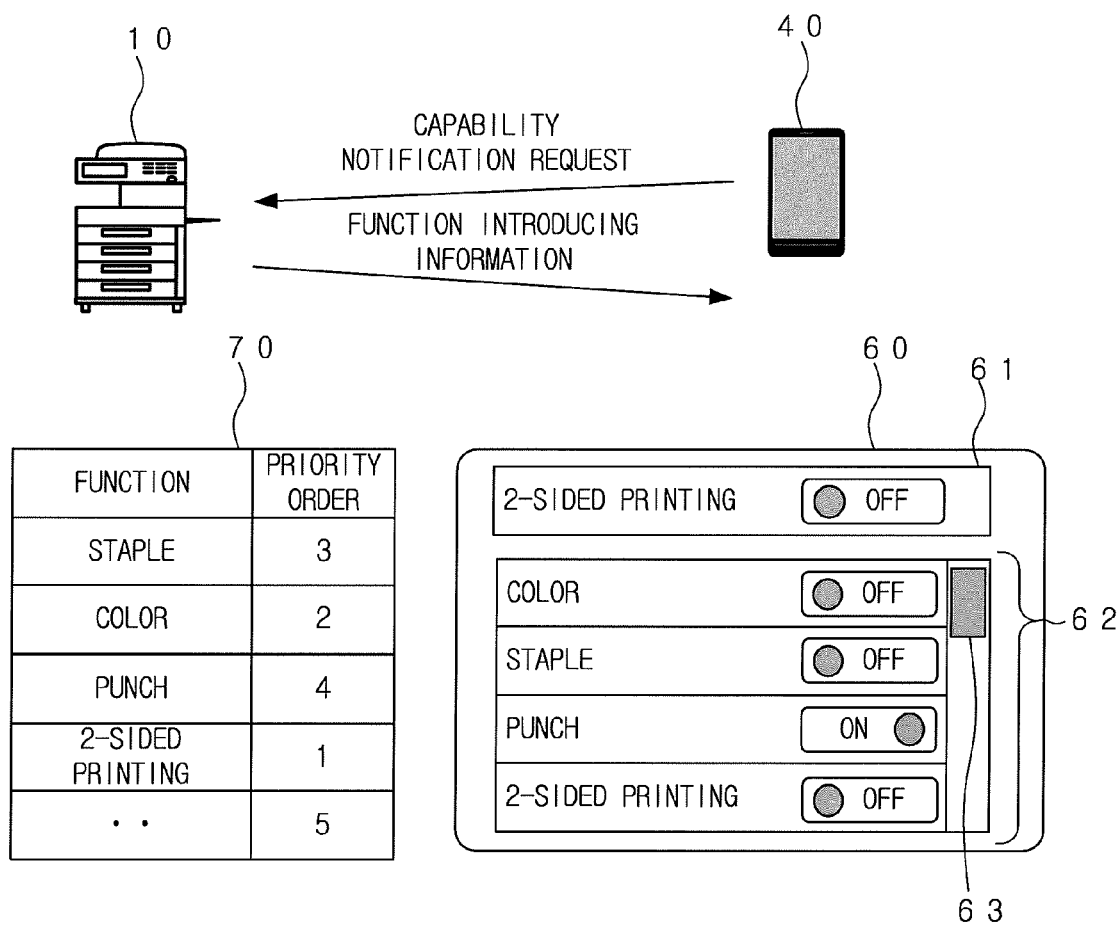 10
40
CAPABILITY
NOTIFICATION REQUEST
FUNCTION INTRODUCING
INFORMATION
70
FUNCTION
PRIORITY
ORDER
STAPLE
3
COLOR
2
PUNCH
4
2-SIDED
PRINTING
1
··
5
60
61
2-SIDED PRINTING OFF
COLOR OFF
STAPLE OFF
PUNCH ON
2-SIDED PRINTING OFF
62
63